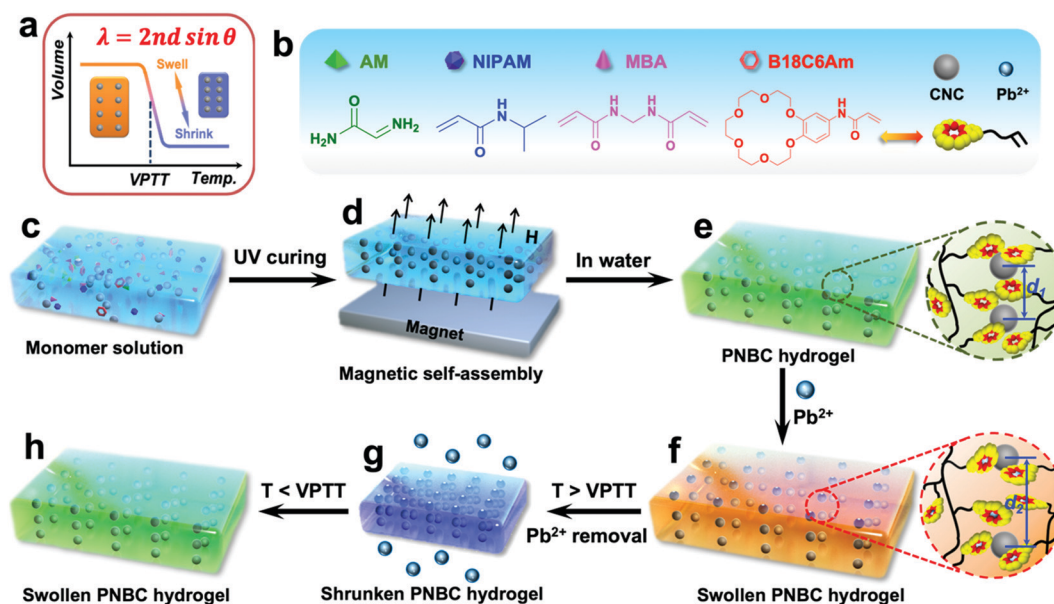 a
λ = 2nd sin θ
Volume
Swell
Shrink
VPTT
Temp.
b
AM
NIPAM
MBA
B18C6Am
CNC
Pb²⁺
H₂N
O
NH₂
H
N
O
H
N
H
N
O
O
O
O
O
O
O
O
NH
O
c
Monomer solution
UV curing
d
H
Magnet
Magnetic self-assembly
In water
e
d₁
PNBC hydrogel
Pb²⁺
f
d₂
Swollen PNBC hydrogel
T > VPTT
Pb²⁺ removal
g
Shrunken PNBC hydrogel
T < VPTT
h
Swollen PNBC hydrogel